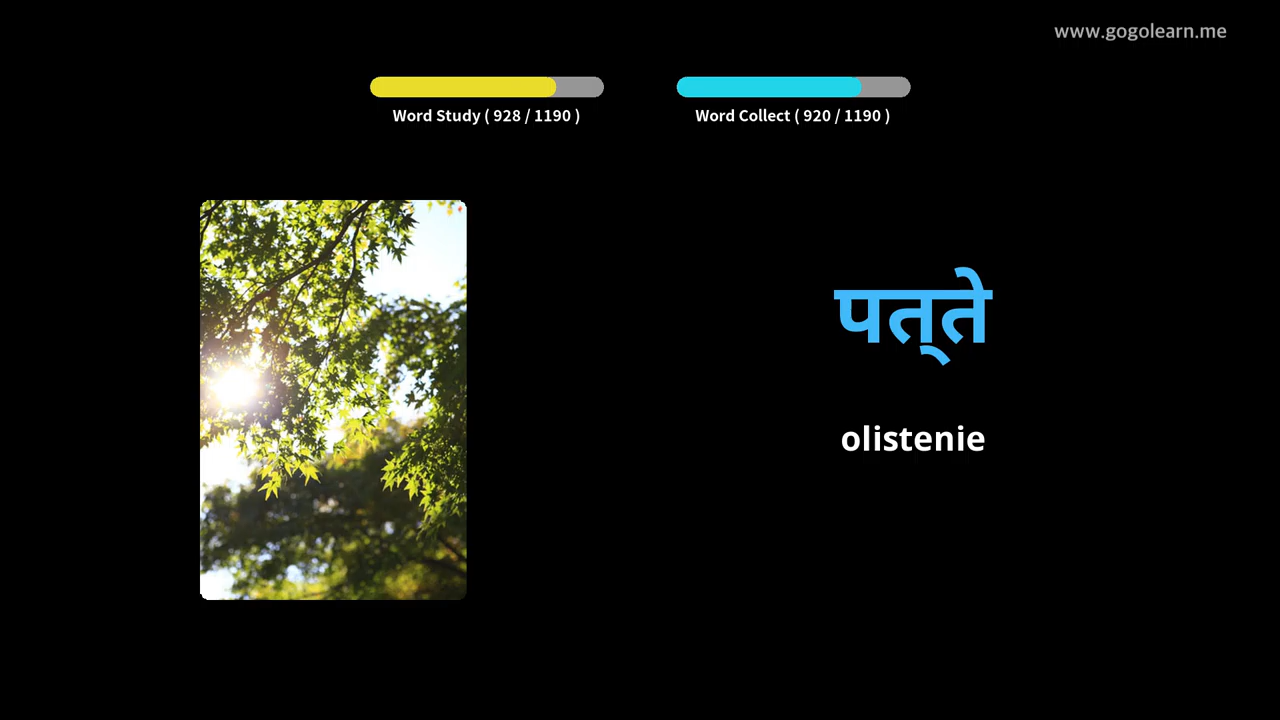 www.gogolearn.me
Word Study ( 928 / 1190 )
Word Collect ( 920 / 1190 )
पत्ते
olistenie